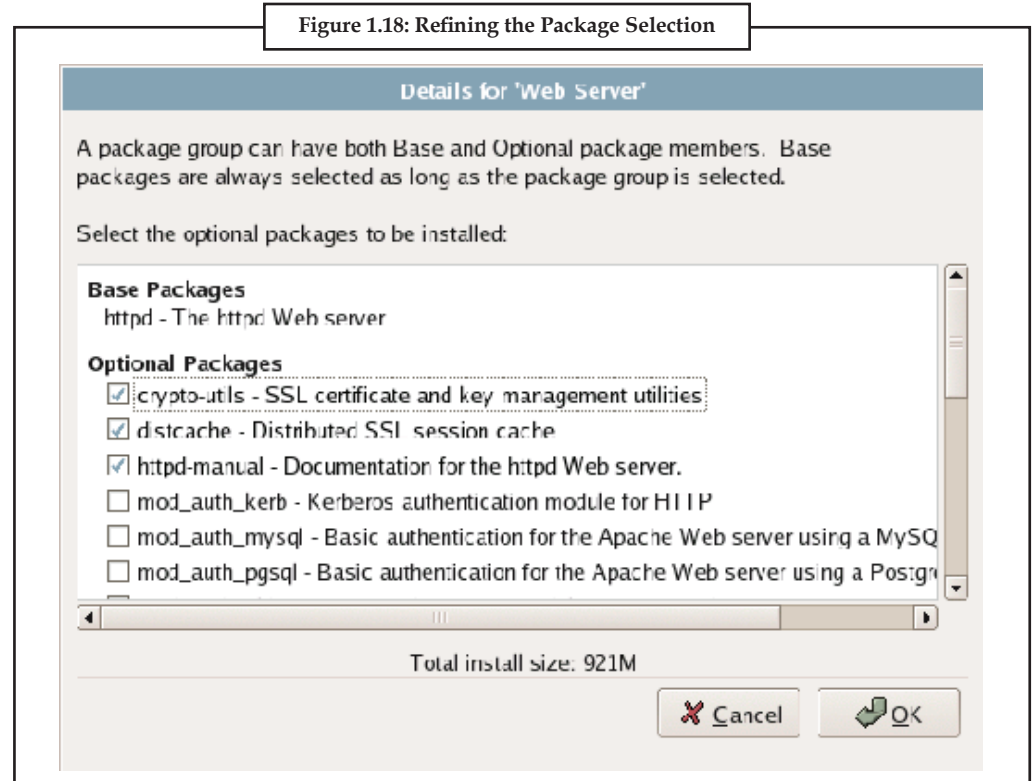 Figure 1.18: Refining the Package Selection
Details for 'Web Server'
A package group can have both Base and Optional package members. Base
packages are always selected as long as the package group is selected.
Select the optional packages to be installed:
Base Packages
httpd - The httpd Web server
Optional Packages
crypto-utils - SSL certificate and key management utilities
distcache - Distributed SSL session cache
httpd-manual - Documentation for the httpd Web server.
mod_auth_kerb - Kerberos authentication module for HTTP
mod_auth_mysql - Basic authentication for the Apache Web server using a MySQ
mod_auth_pgsql - Basic authentication for the Apache Web server using a Postgr
Total install size: 921M
Cancel
OK